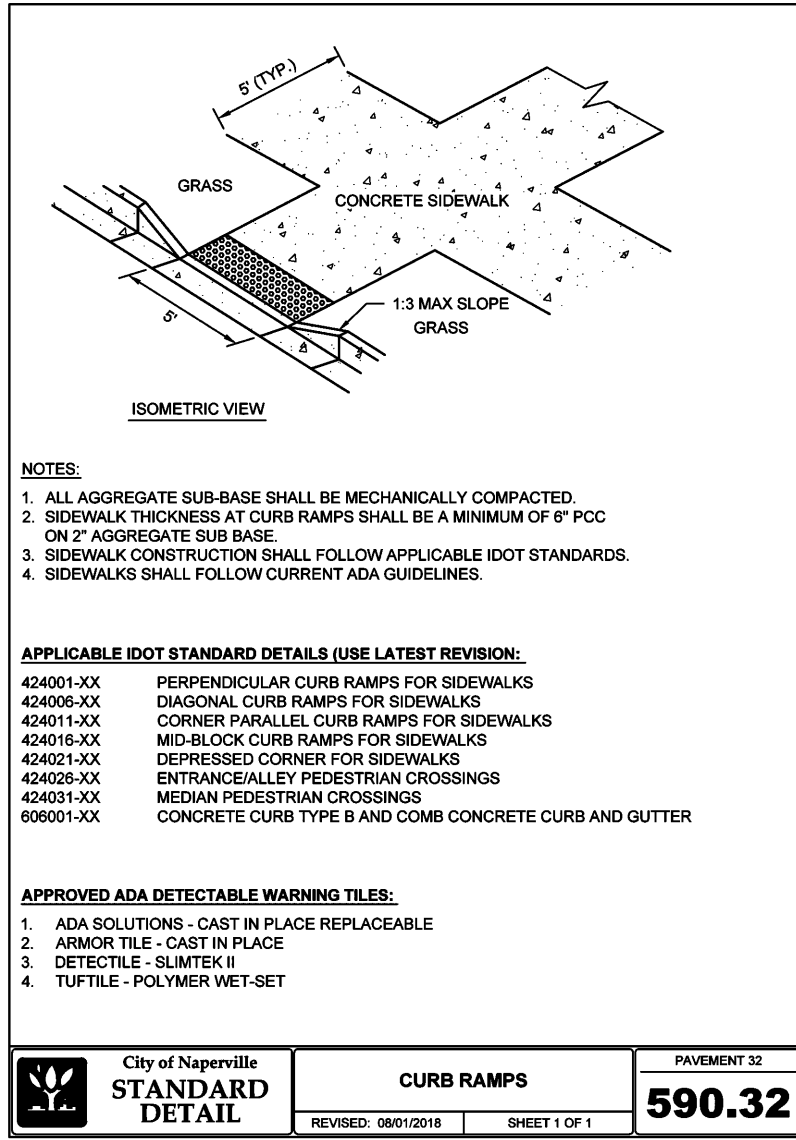 5' (TYP.)
GRASS
CONCRETE SIDEWALK
1:3 MAX SLOPE
GRASS
5'
ISOMETRIC VIEW
NOTES:
1. ALL AGGREGATE SUB-BASE SHALL BE MECHANICALLY COMPACTED.
2. SIDEWALK THICKNESS AT CURB RAMPS SHALL BE A MINIMUM OF 6" PCC
ON 2" AGGREGATE SUB BASE.
3. SIDEWALK CONSTRUCTION SHALL FOLLOW APPLICABLE IDOT STANDARDS.
4. SIDEWALKS SHALL FOLLOW CURRENT ADA GUIDELINES.
APPLICABLE IDOT STANDARD DETAILS (USE LATEST REVISION:
424001-XX PERPENDICULAR CURB RAMPS FOR SIDEWALKS
424006-XX DIAGONAL CURB RAMPS FOR SIDEWALKS
424011-XX CORNER PARALLEL CURB RAMPS FOR SIDEWALKS
424016-XX MID-BLOCK CURB RAMPS FOR SIDEWALKS
424021-XX DEPRESSED CORNER FOR SIDEWALKS
424026-XX ENTRANCE/ALLEY PEDESTRIAN CROSSINGS
424031-XX MEDIAN PEDESTRIAN CROSSINGS
606001-XX CONCRETE CURB TYPE B AND COMB CONCRETE CURB AND GUTTER
APPROVED ADA DETECTABLE WARNING TILES:
1. ADA SOLUTIONS - CAST IN PLACE REPLACEABLE
2. ARMOR TILE - CAST IN PLACE
3. DETECTILE - SLIMTEK II
4. TUFTILE - POLYMER WET-SET
City of Naperville
STANDARD
DETAIL
CURB RAMPS
REVISED: 08/01/2018 SHEET 1 OF 1
PAVEMENT 32
590.32